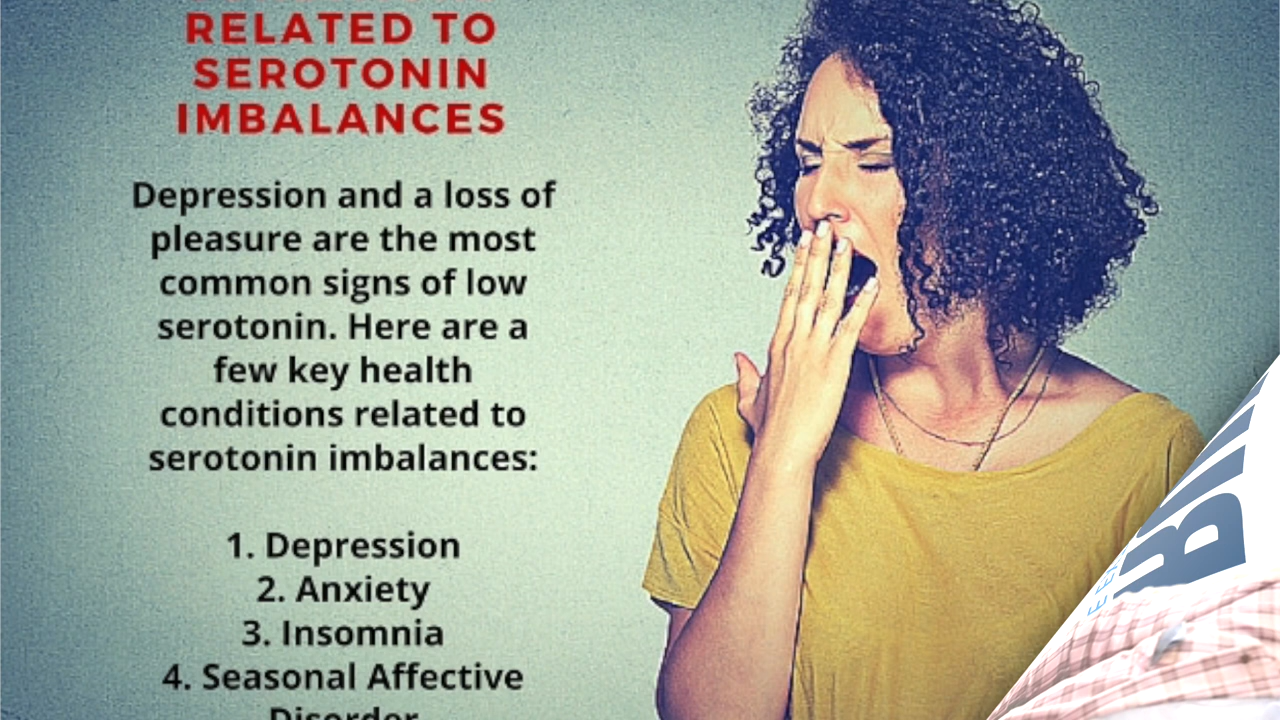 RELATED TO
SEROTONIN
IMBALANCES
Depression and a loss of
pleasure are the most
common signs of low
serotonin. Here are a
few key health
conditions related to
serotonin imbalances:
1. Depression
2. Anxiety
3. Insomnia
4. Seasonal Affective
Disorder